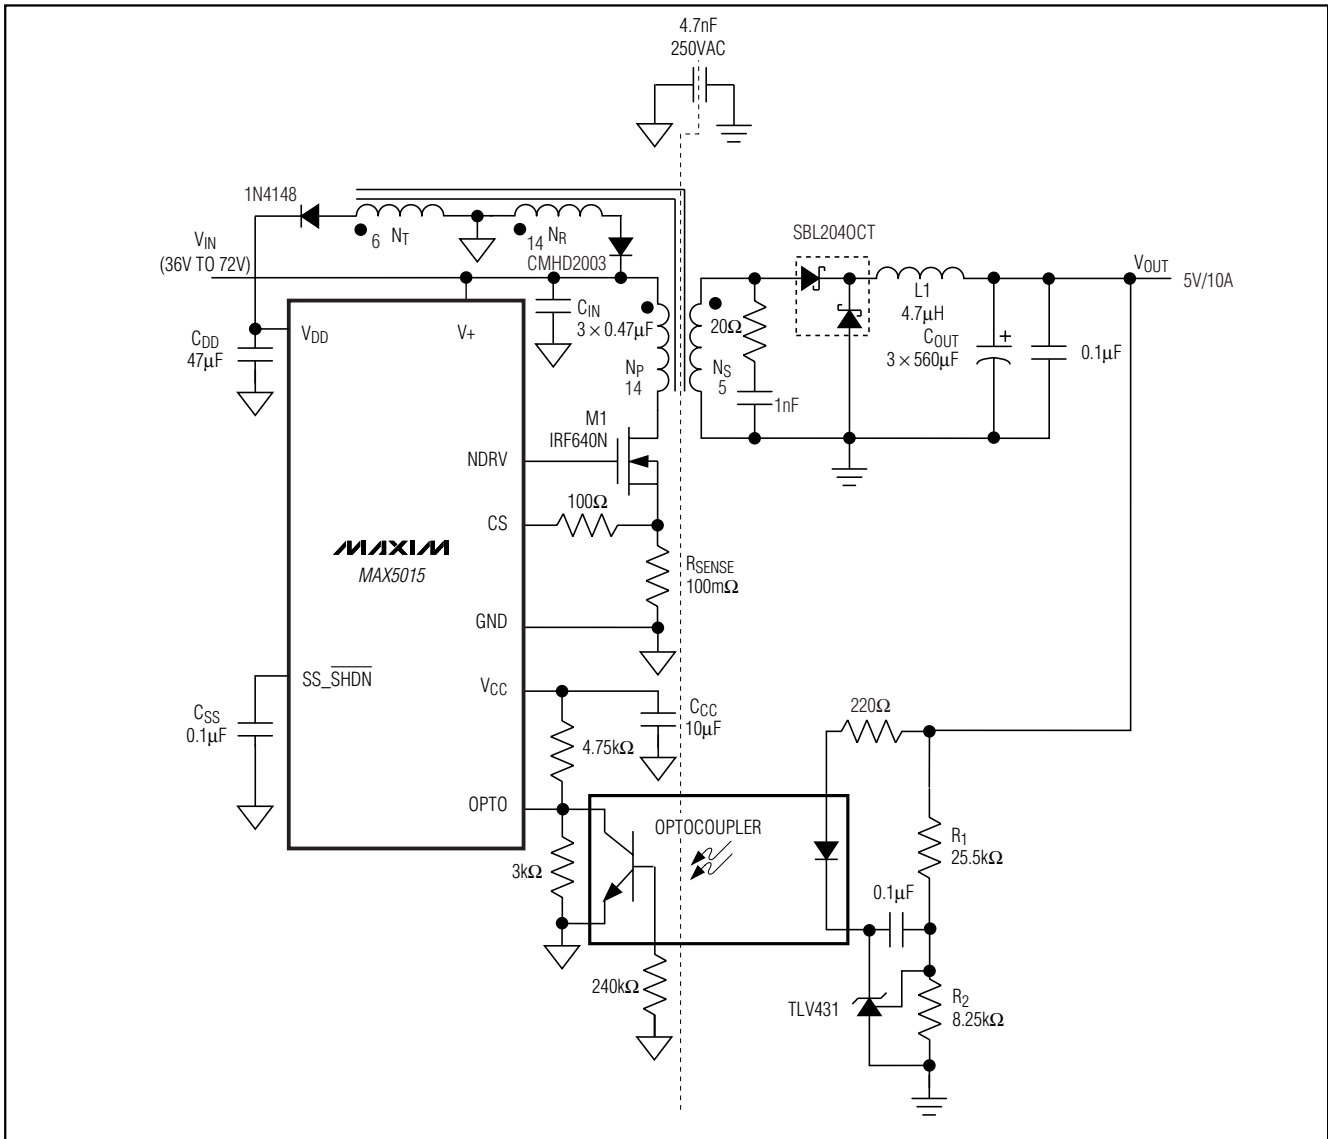 4.7nF
250VAC
1N4148
6 NT
14 NR
CMHD2003
VIN
(36V TO 72V)
SBL204OCT
VOUT
5V/10A
L1
4.7µH
CDD
47µF
VDD
V+
CIN
3 × 0.47µF
NP
14
NS
5
20Ω
1nF
COUT
3 × 560µF
+
0.1µF
M1
IRF640N
NDRV
CS
100Ω
MAXIM
MAX5015
RSENSE
100mΩ
GND
SS_SHDN
CSS
0.1µF
VCC
CCC
10µF
4.75kΩ
220Ω
OPTO
OPTOCOUPLER
3kΩ
R1
25.5kΩ
0.1µF
240kΩ
TLV431
R2
8.25kΩ